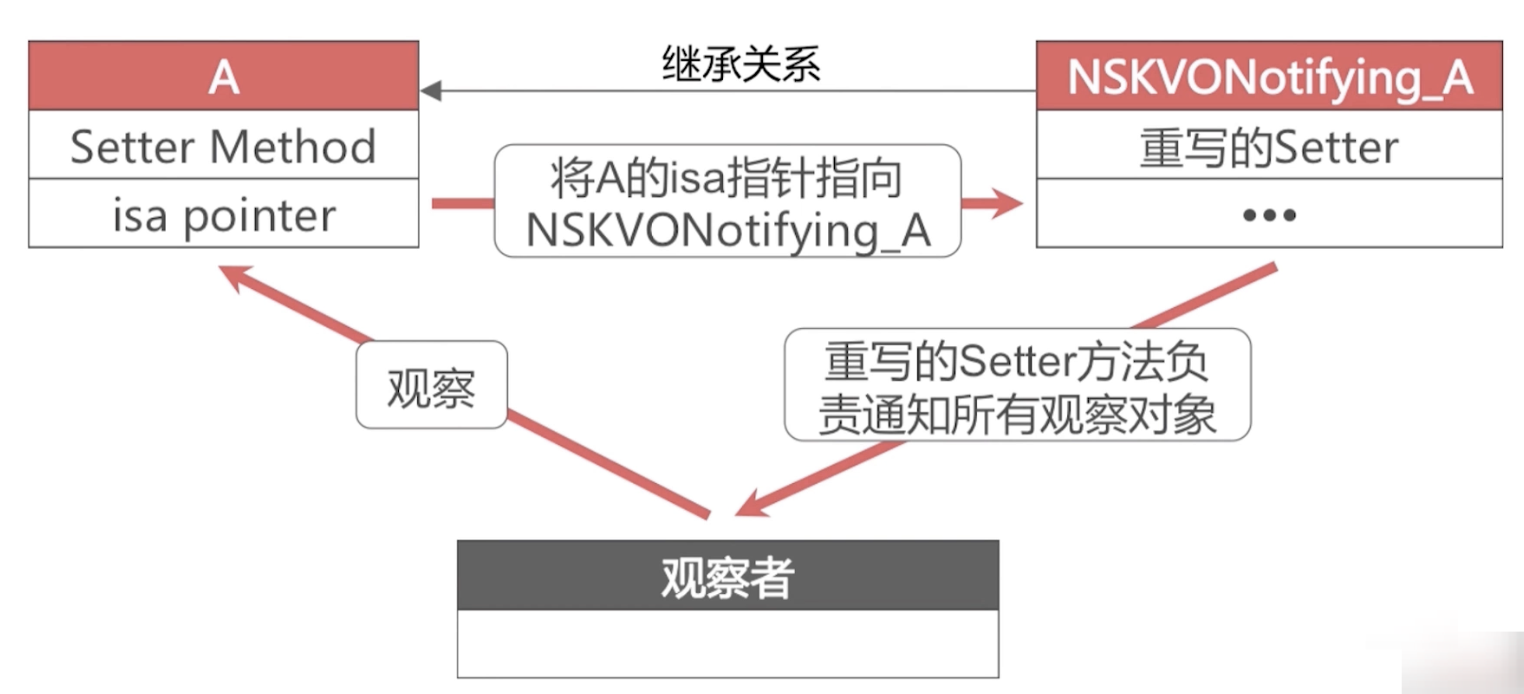 继承关系
A
NSKVONotifying_A
Setter Method
重写的Setter
isa pointer
将A的isa指针指向
NSKVONotifying_A
•••
观察
重写的Setter方法负
责通知所有观察对象
观察者